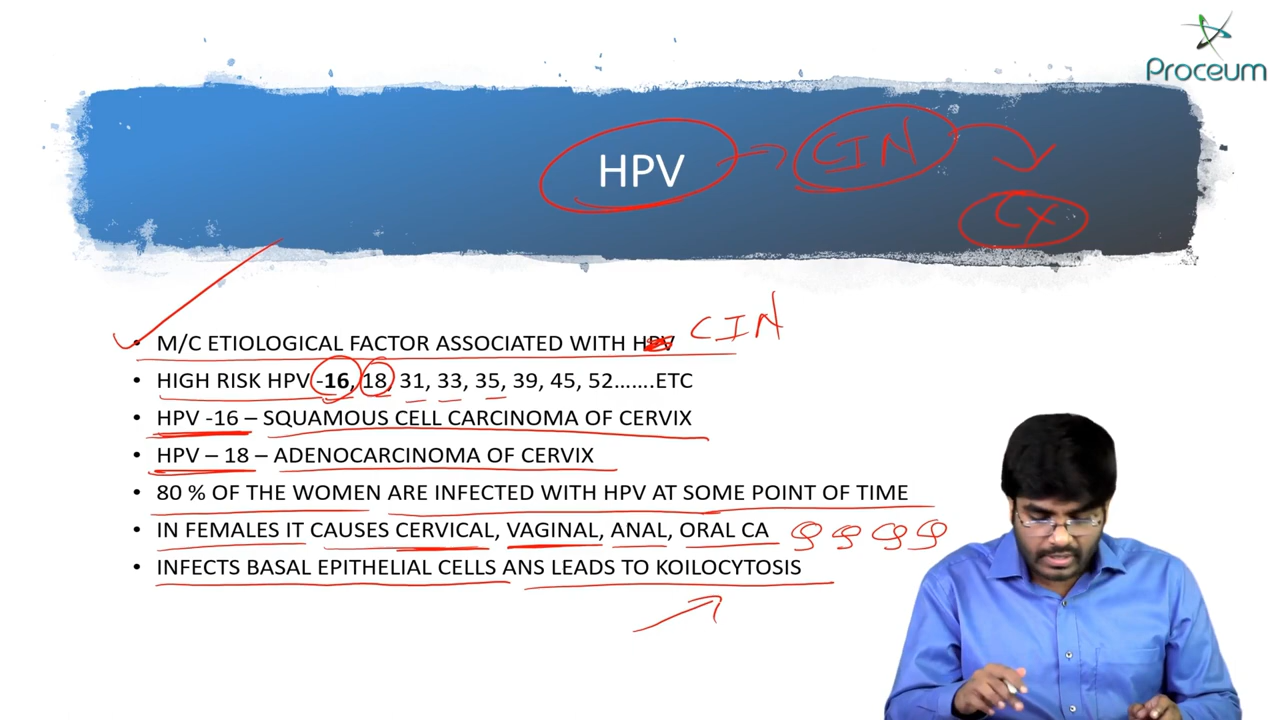 Proceum
HPV → CIN
CX
• M/C ETIOLOGICAL FACTOR ASSOCIATED WITH HPV CIN
• HIGH RISK HPV -16, 18, 31, 33, 35, 39, 45, 52…….ETC
• HPV -16 – SQUAMOUS CELL CARCINOMA OF CERVIX
• HPV – 18 – ADENOCARCINOMA OF CERVIX
• 80 % OF THE WOMEN ARE INFECTED WITH HPV AT SOME POINT OF TIME
• IN FEMALES IT CAUSES CERVICAL, VAGINAL, ANAL, ORAL CA
• INFECTS BASAL EPITHELIAL CELLS ANS LEADS TO KOILOCYTOSIS